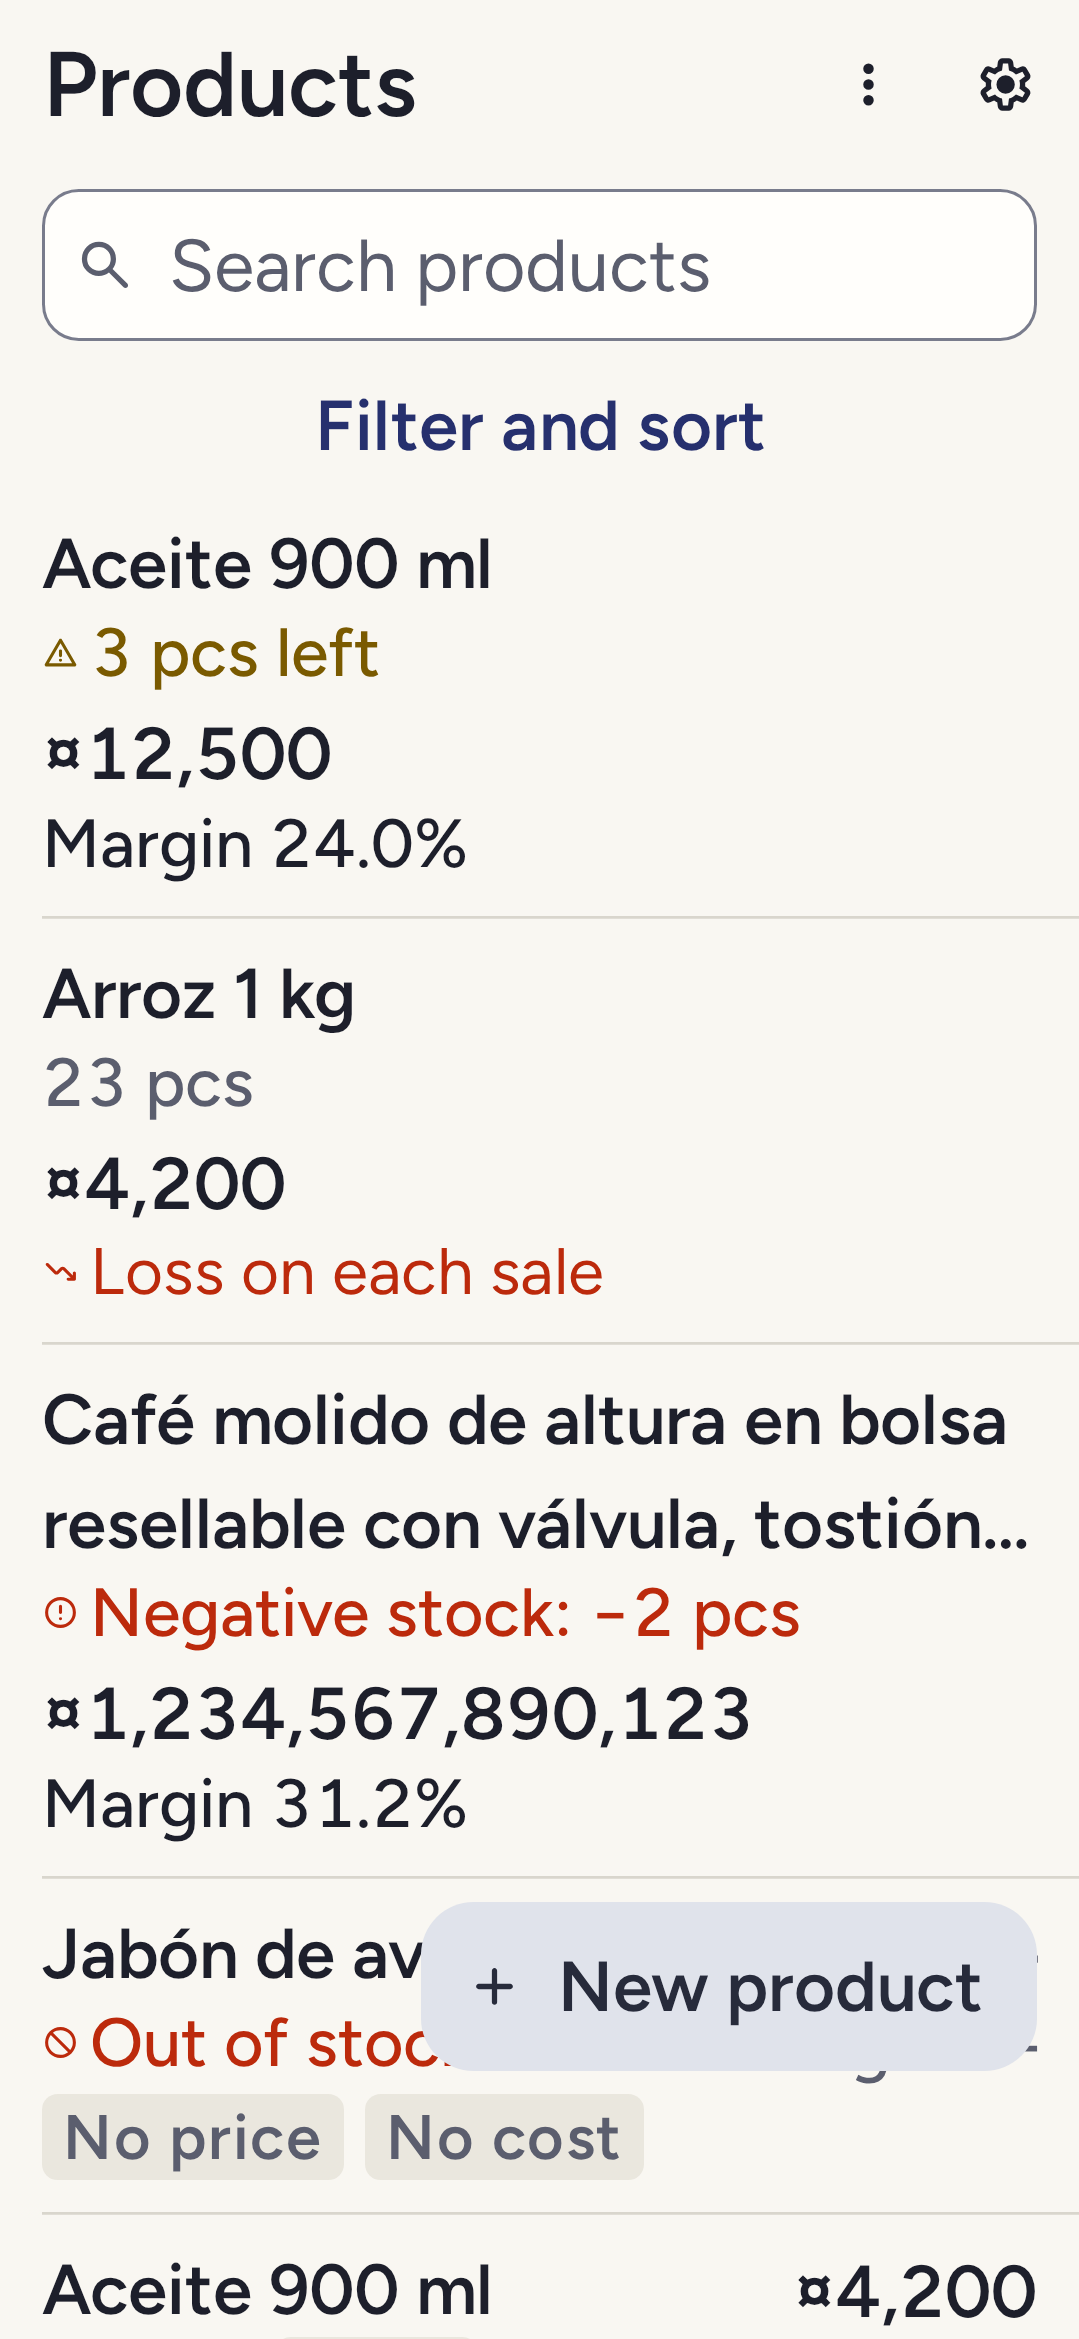 Products
Search products
Filter and sort
Aceite 900 ml
3 pcs left
¤12,500
Margin 24.0%
Arroz 1 kg
23 pcs
¤4,200
Loss on each sale
Café molido de altura en bolsa
resellable con válvula, tostión...
Negative stock: −2 pcs
¤1,234,567,890,123
Margin 31.2%
Jabón de
New product
Out of
No price
No cost
Aceite 900 ml
¤4,200